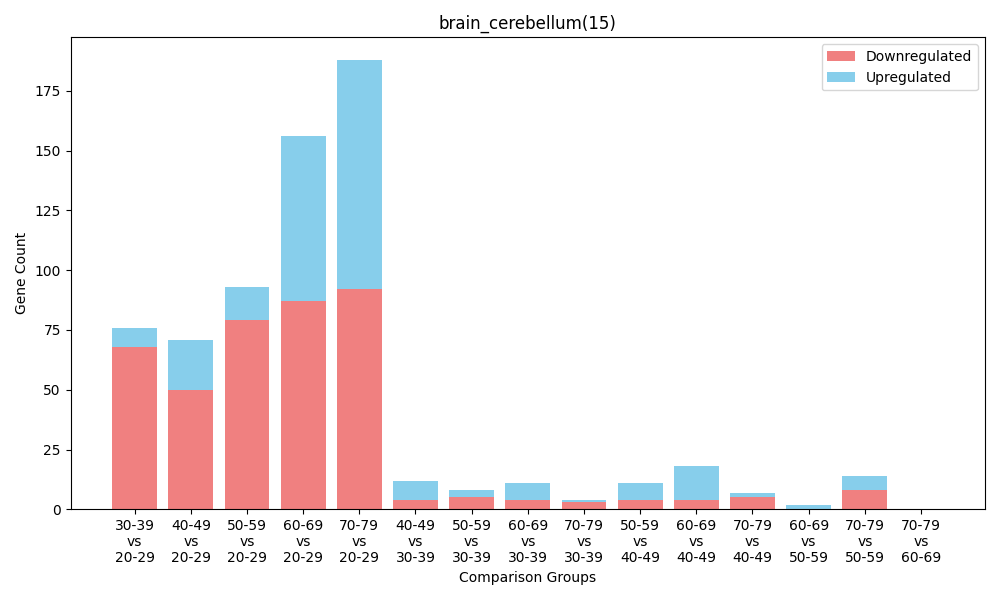 brain_cerebellum(15)
Downregulated
Upregulated
Gene Count
175
150
125
100
75
50
25
0
30-39
vs
20-29
40-49
vs
20-29
50-59
vs
20-29
60-69
vs
20-29
70-79
vs
20-29
40-49
vs
30-39
50-59
vs
30-39
60-69
vs
30-39
70-79
vs
30-39
50-59
vs
40-49
60-69
vs
40-49
70-79
vs
40-49
60-69
vs
50-59
70-79
vs
50-59
70-79
vs
60-69
Comparison Groups